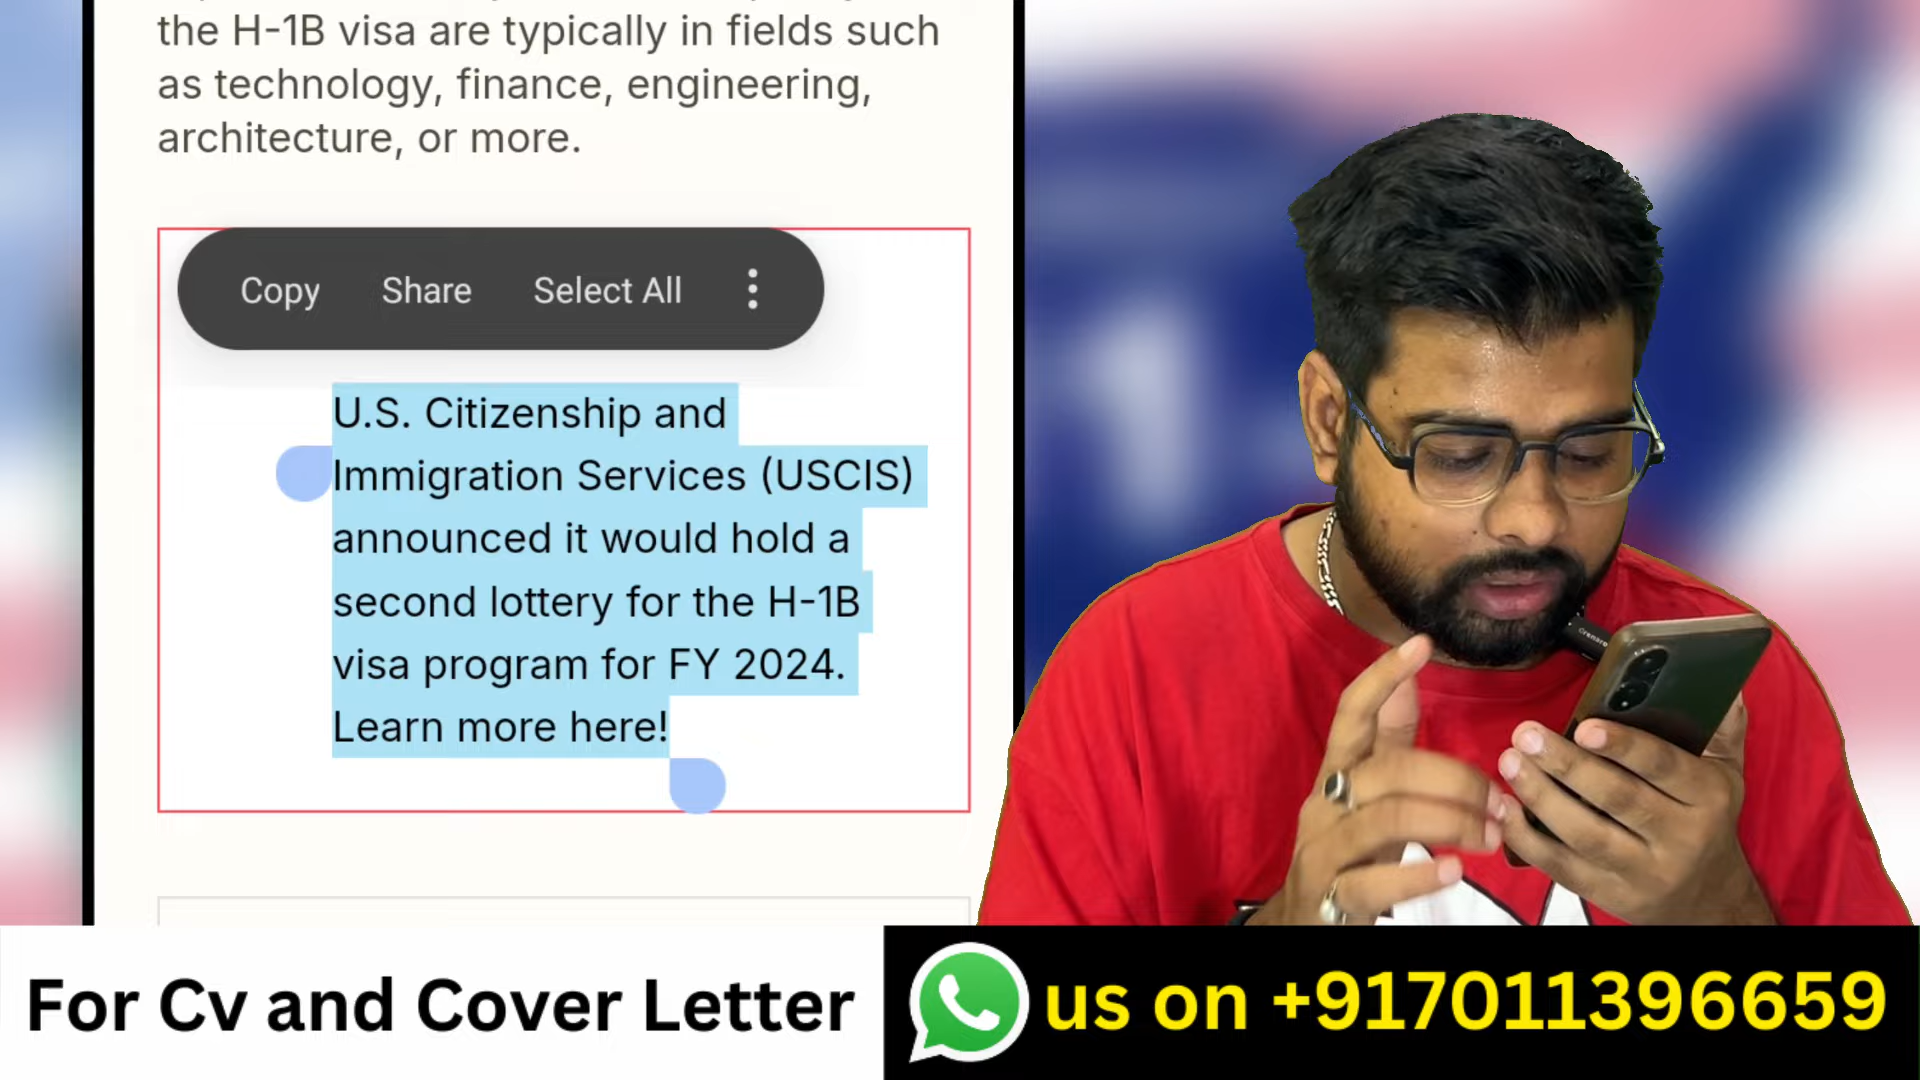 the H-1B visa are typically in fields such
as technology, finance, engineering,
architecture, or more.
Copy Share Select All
U.S. Citizenship and
Immigration Services (USCIS)
announced it would hold a
second lottery for the H-1B
visa program for FY 2024.
Learn more here!
For Cv and Cover Letter
us on +917011396659